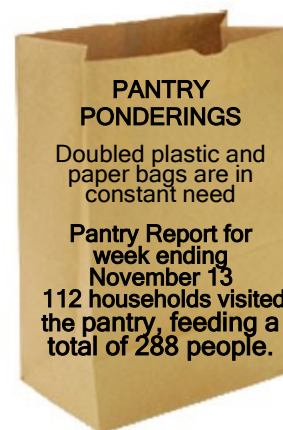 PANTRY
PONDERINGS
Doubled plastic and
paper bags are in
constant need
Pantry Report for
week ending
November 13
112 households visited
the pantry, feeding a
total of 288 people.